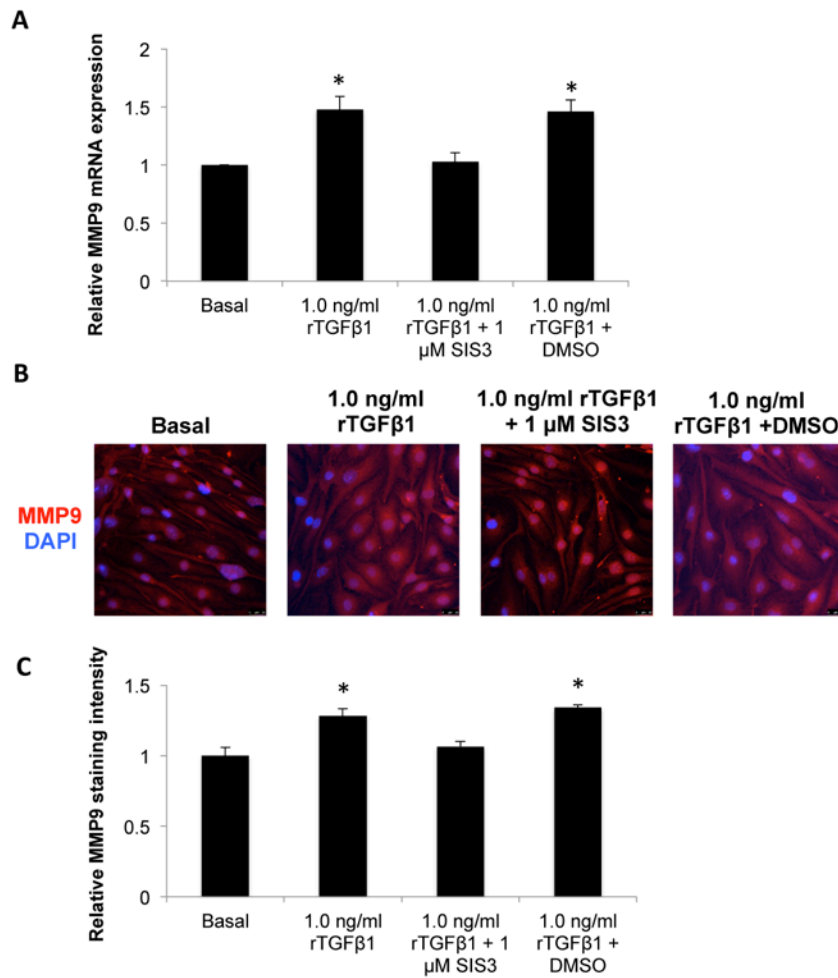 A
Relative MMP9 mRNA expression
2
1.5
1
0.5
0
*
*
Basal
1.0 ng/ml
rTGFβ1
1.0 ng/ml
rTGFβ1 + 1
µM SIS3
1.0 ng/ml
rTGFβ1 +
DMSO
B
Basal
1.0 ng/ml
rTGFβ1
1.0 ng/ml rTGFβ1
+ 1 µM SIS3
1.0 ng/ml
rTGFβ1 +DMSO
MMP9
DAPI
C
Relative MMP9 staining intensity
1.5
1
0.5
0
*
*
Basal
1.0 ng/ml
rTGFβ1
1.0 ng/ml
rTGFβ1 + 1
µM SIS3
1.0 ng/ml
rTGFβ1 +
DMSO